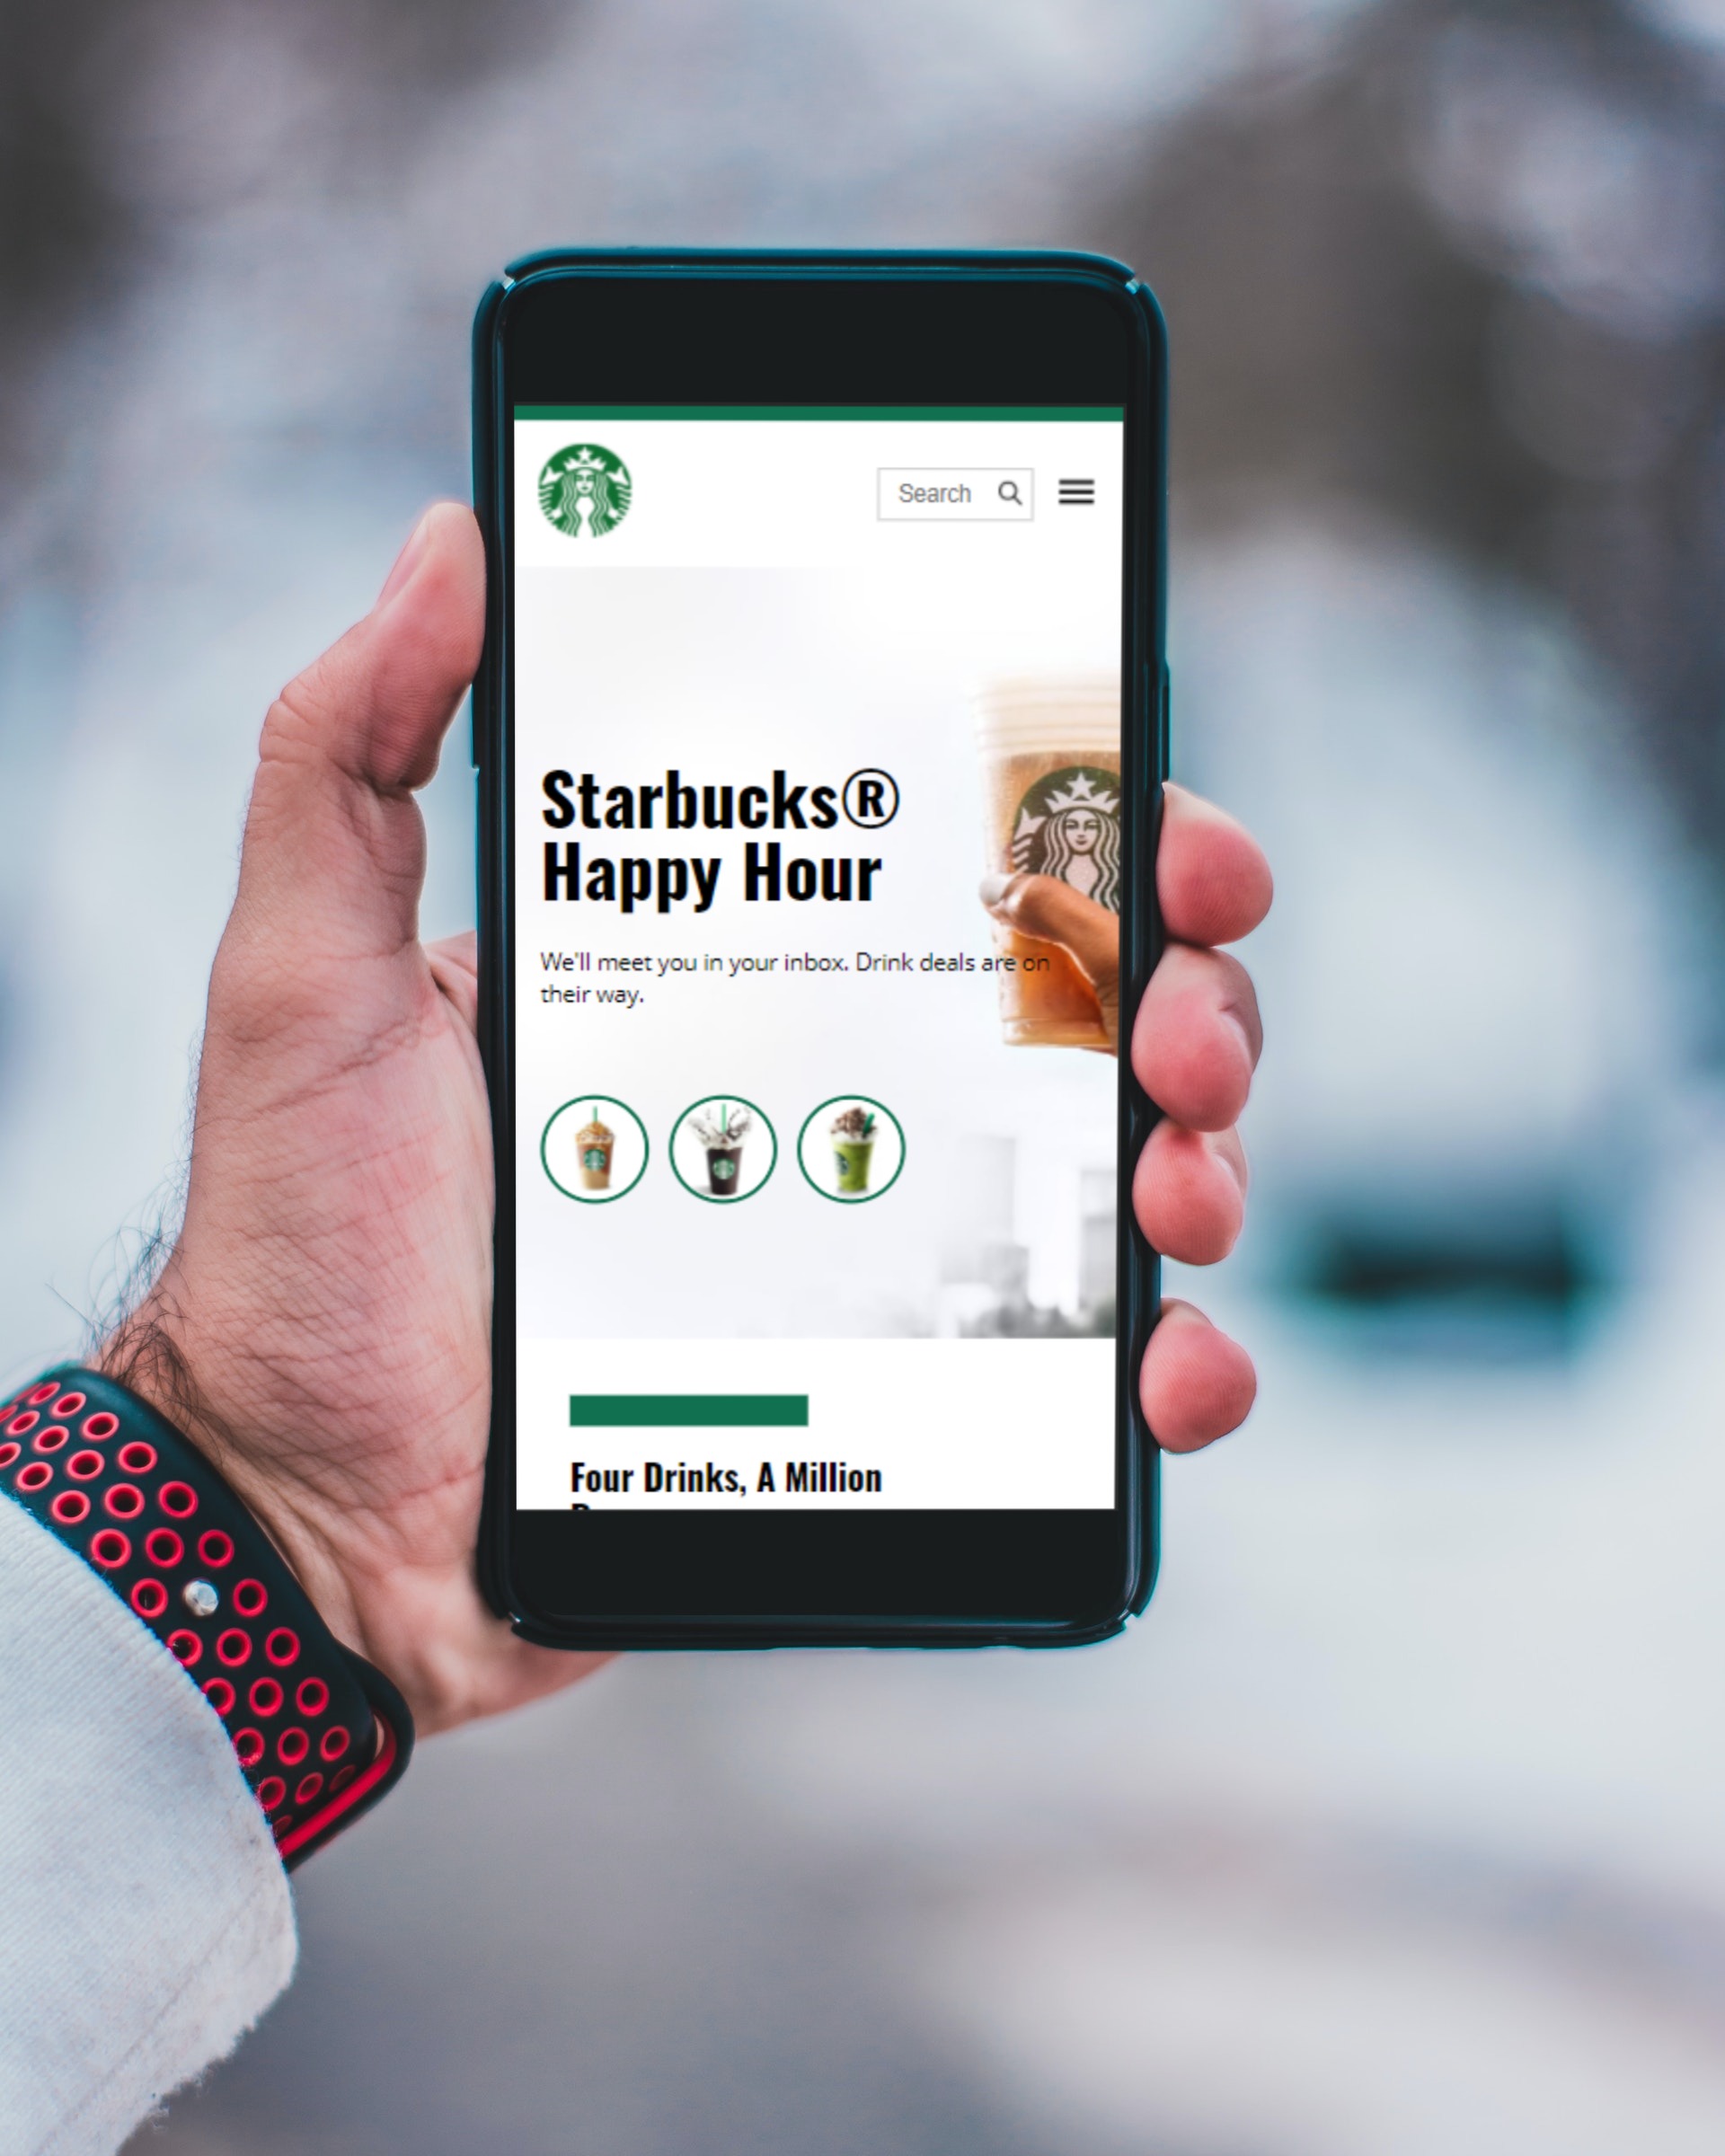 Search
Starbucks®
Happy Hour
We'll meet you in your inbox. Drink deals are on
their way.
Four Drinks, A Million